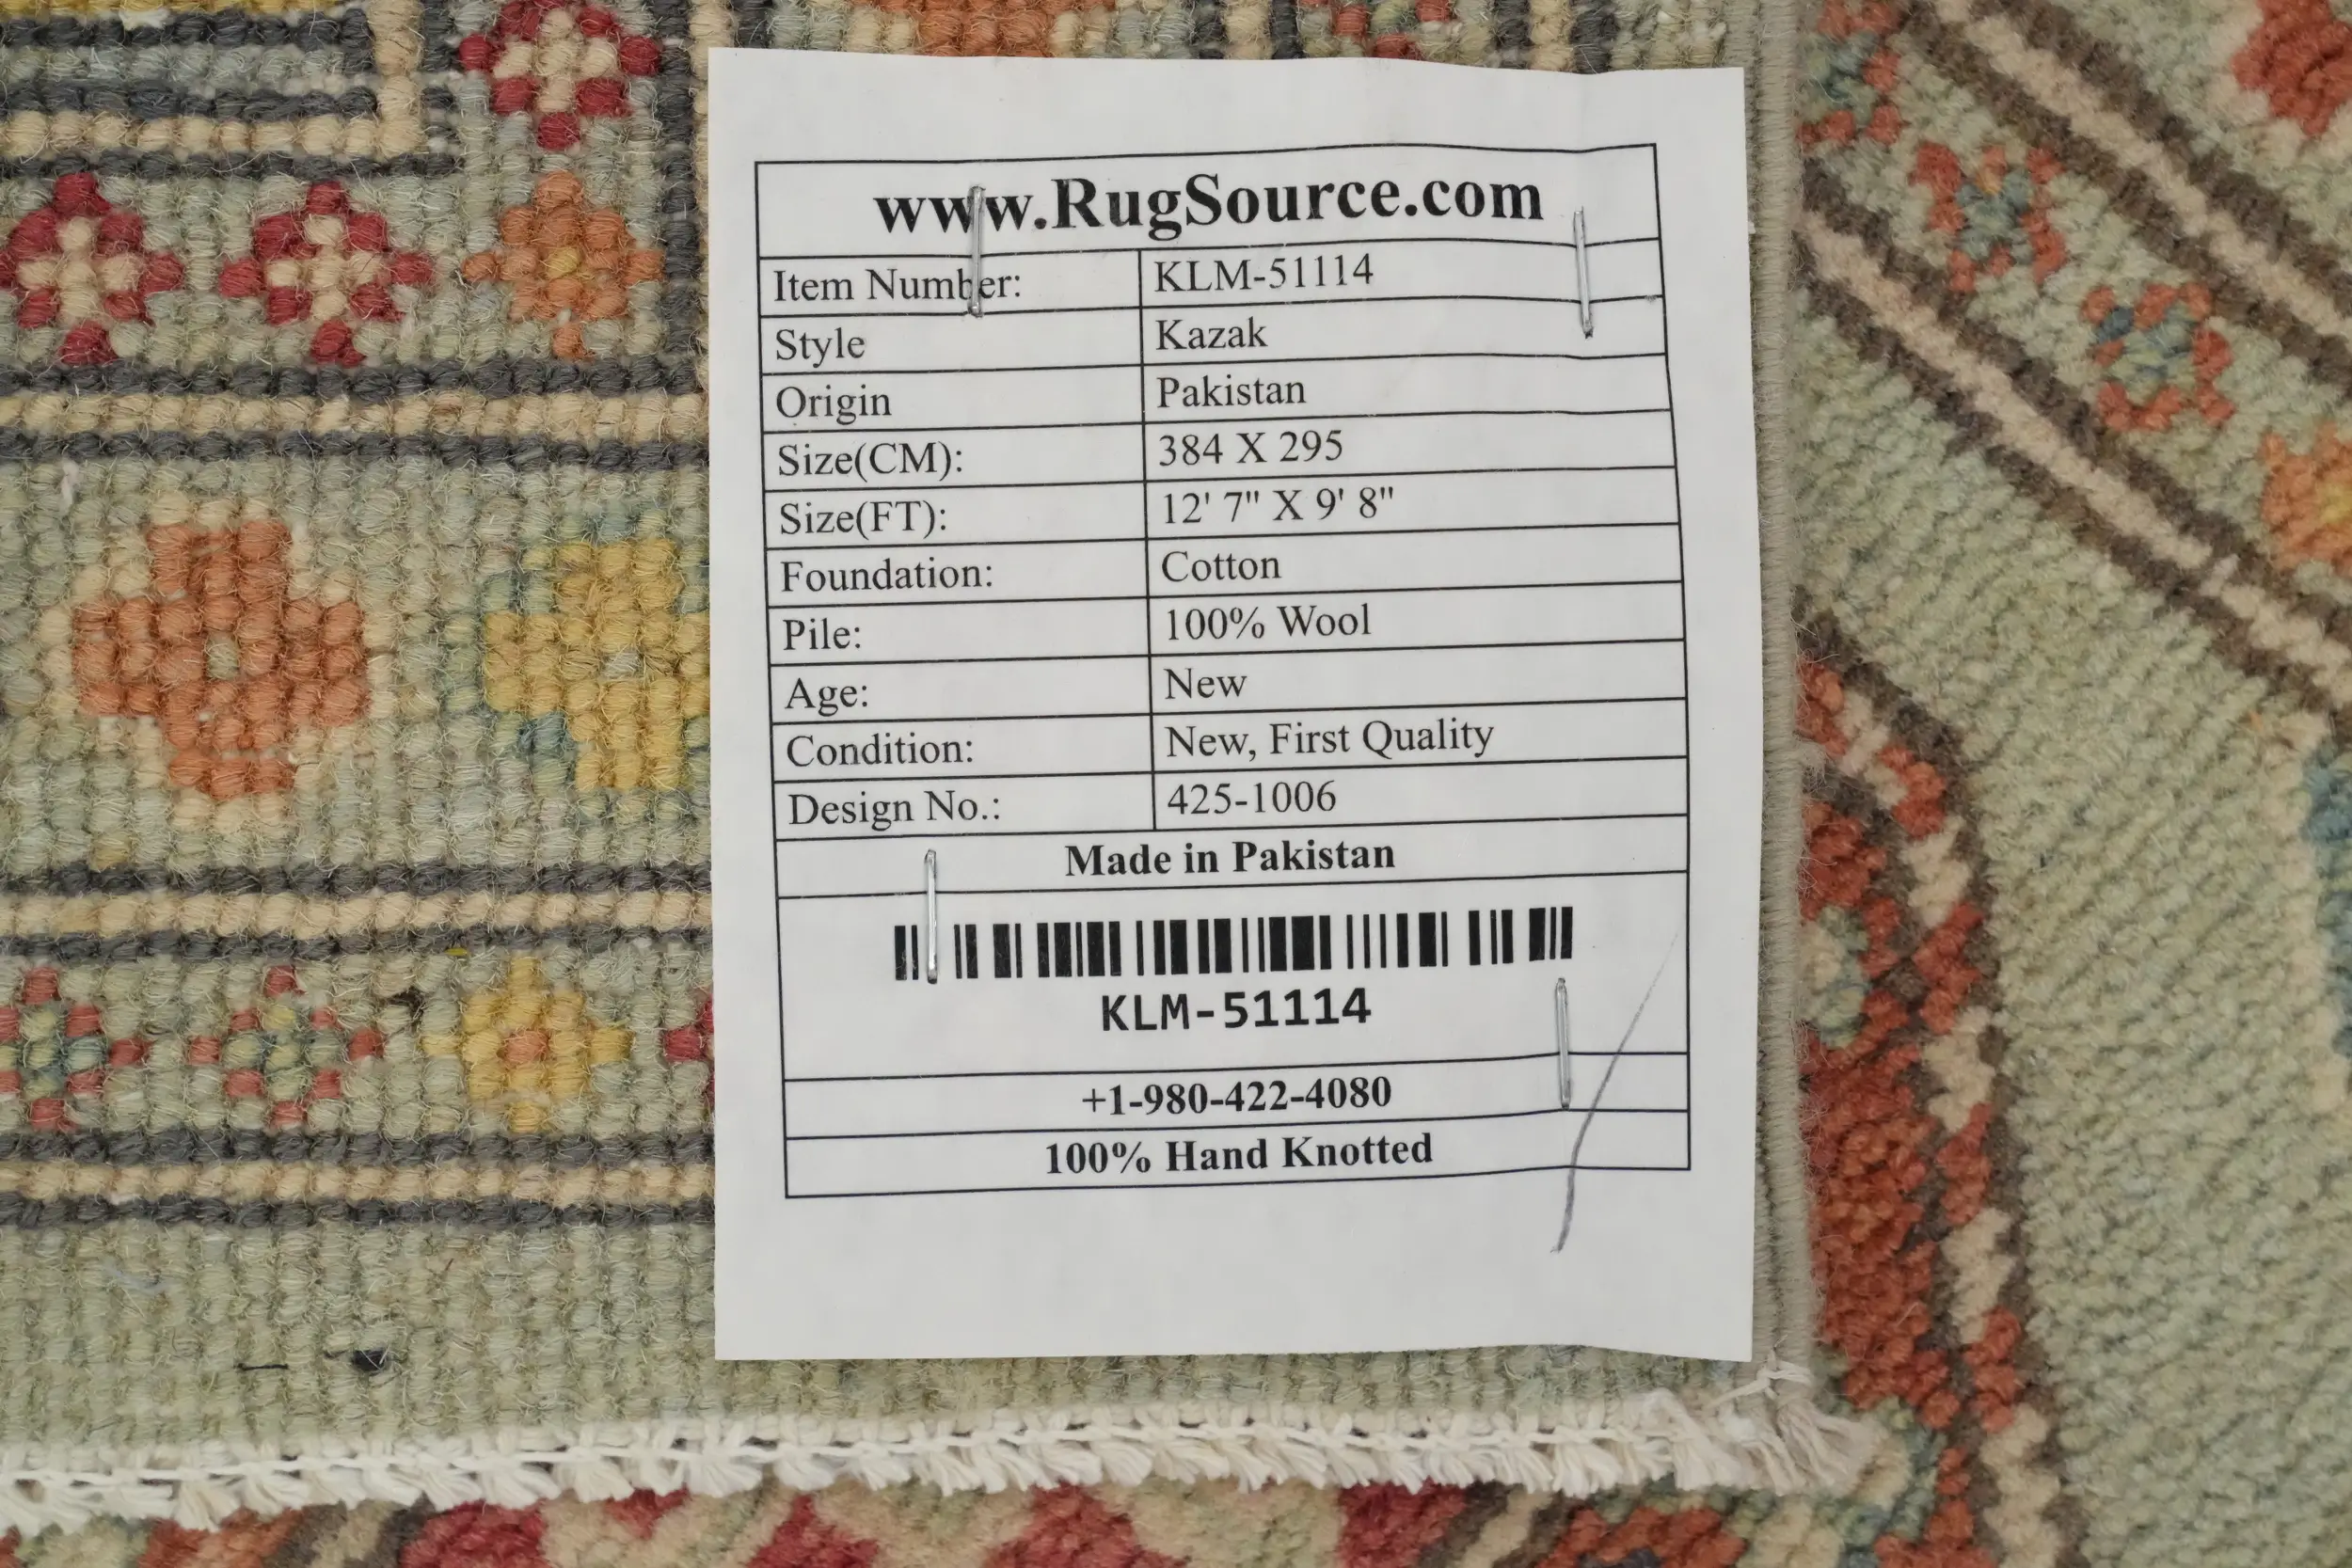 www.RugSource.com
Item Number: KLM-51114
Style Kazak
Origin Pakistan
Size(CM): 384 X 295
Size(FT): 12' 7" X 9' 8"
Foundation: Cotton
Pile: 100% Wool
Age: New
Condition: New, First Quality
Design No.: 425-1006
Made in Pakistan
KLM-51114
+1-980-422-4080
100% Hand Knotted